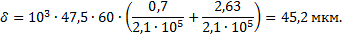 δ = 10³ · 47,5 · 60 · (0,7 / 2,1 · 10⁵ + 2,63 / 2,1 · 10⁵) = 45,2 мкм.